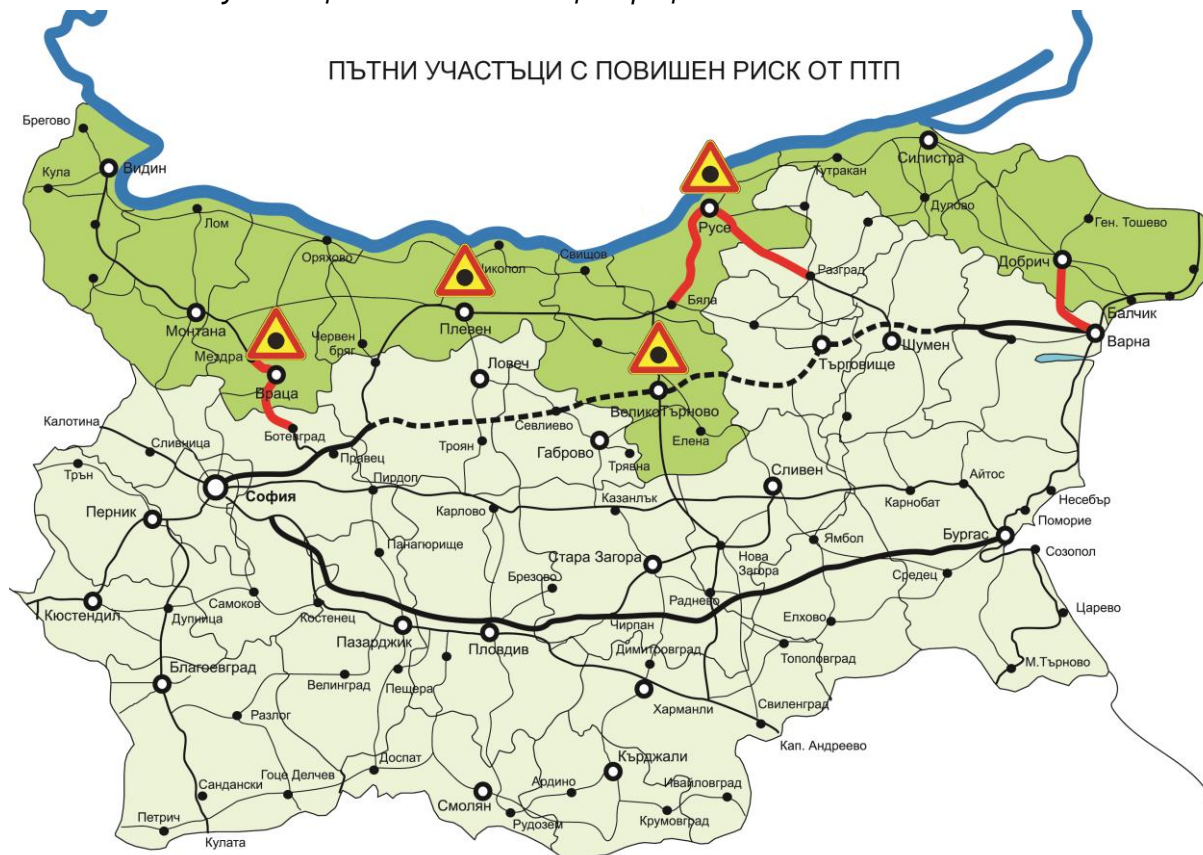 ПЪТНИ УЧАСТЪЦИ С ПОВИШЕН РИСК ОТ ПТП
Брегово
Видин
Кула
Лом
Оряхово
Никопол
Свищов
Русе
Тутракан
Силистра
Дулово
Ген. Тошево
Добрич
Балчик
Варна
Разград
Бяла
Монтана
Мездра
Враца
Червен
бряг
Плевен
Ловеч
Търговище
Шумен
Велико Търново
Севлиево
Елена
Габрово
Трявна
Троян
Ботевград
Правец
Калотина
Сливница
Трън
София
Пирдоп
Перник
Карлово
Казанлък
Сливен
Карнобат
Айтос
Несебър
Поморие
Бургас
Созопол
Панагюрище
Стара Загора
Нова
Загора
Ямбол
Средец
Брезово
Раднево
Царево
Кюстендил
Дупница
Самоков
Костенец
Пазарджик
Пловдив
Чирпан
Елхово
Димитровград
Тополовград
М.Търново
Благоевград
Велинград
Пещера
Харманли
Свиленград
Кап. Андреево
Разлог
Доспат
Гоце Делчев
Сандански
Смолян
Ардино
Кърджали
Ивайловград
Крумовград
Рудозем
Петрич
Кулата